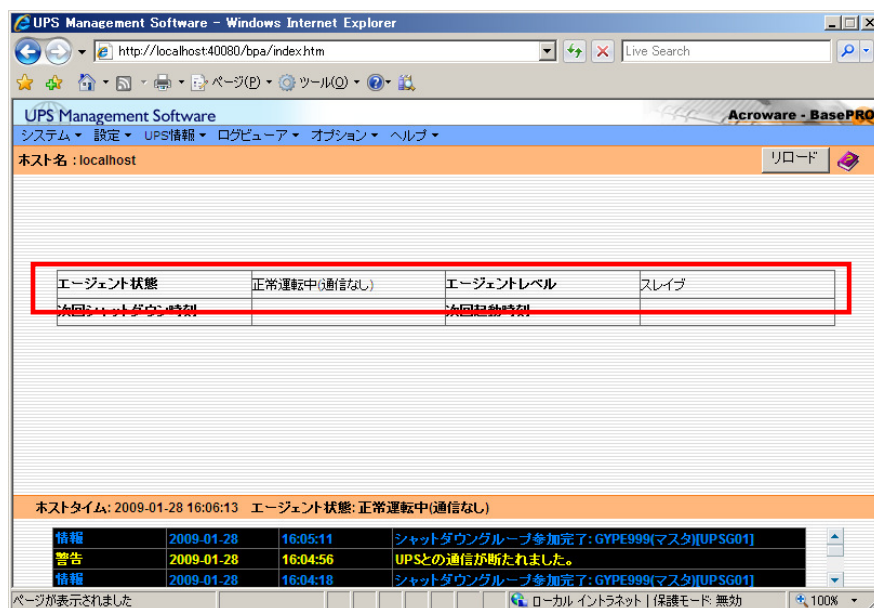 UPS Management Software - Windows Internet Explorer
http://localhost:40080/bpa/index.htm
Live Search
ページ(P) ツール(O)
UPS Management Software
Acroware - BasePRO
システム 設定 UPS情報 ログビューア オプション ヘルプ
ホスト名 : localhost
リロード
エージェント状態 正常運転中(通信なし) エージェントレベル スレイブ
次回シャットダウン時刻 次回起動時刻
ホストタイム: 2009-01-28 16:06:13 エージェント状態: 正常運転中(通信なし)
情報 2009-01-28 16:05:11 シャットダウングループ参加完了: GYPE999(マスタ)[UPSG01]
警告 2009-01-28 16:04:56 UPSとの通信が断たれました。
情報 2009-01-28 16:04:18 シャットダウングループ参加完了: GYPE999(マスタ)[UPSG01]
ページが表示されました
ローカル イントラネット | 保護モード: 無効
100%